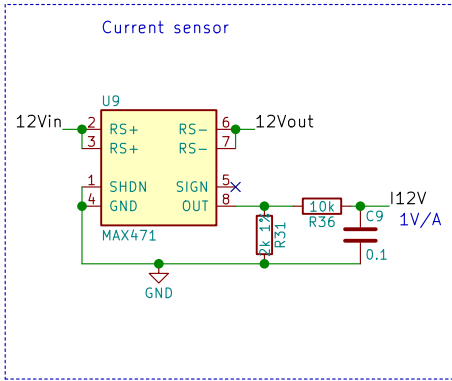 Current sensor
U9
12Vin
2 RS+ RS- 6
12Vout
3 RS+ RS- 7
1 SHDN SIGN 5
4 GND OUT 8
MAX471
2k 1%
R31
10k
R36
I12V
C9
1V/A
0.1
GND